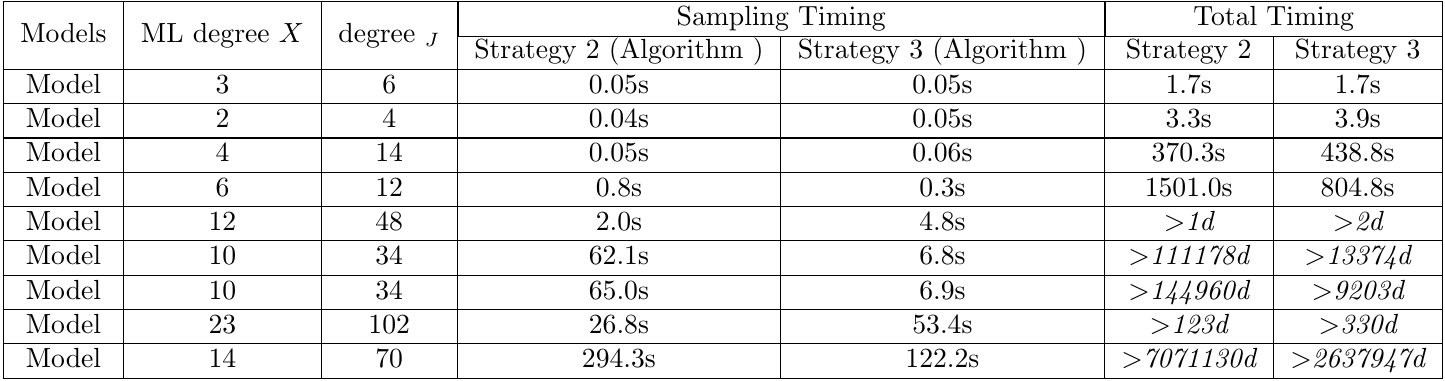 Models ML degree X degree J Sampling Timing Total Timing
Strategy 2 (Algorithm ) Strategy 3 (Algorithm ) Strategy 2 Strategy 3
Model 3 6 0.05s 0.05s 1.7s 1.7s
Model 2 4 0.04s 0.05s 3.3s 3.9s
Model 4 14 0.05s 0.06s 370.3s 438.8s
Model 6 12 0.8s 0.3s 1501.0s 804.8s
Model 12 48 2.0s 4.8s >1d >2d
Model 10 34 62.1s 6.8s >111178d >13374d
Model 10 34 65.0s 6.9s >144960d >9203d
Model 23 102 26.8s 53.4s >123d >330d
Model 14 70 294.3s 122.2s >7071130d >2637947d